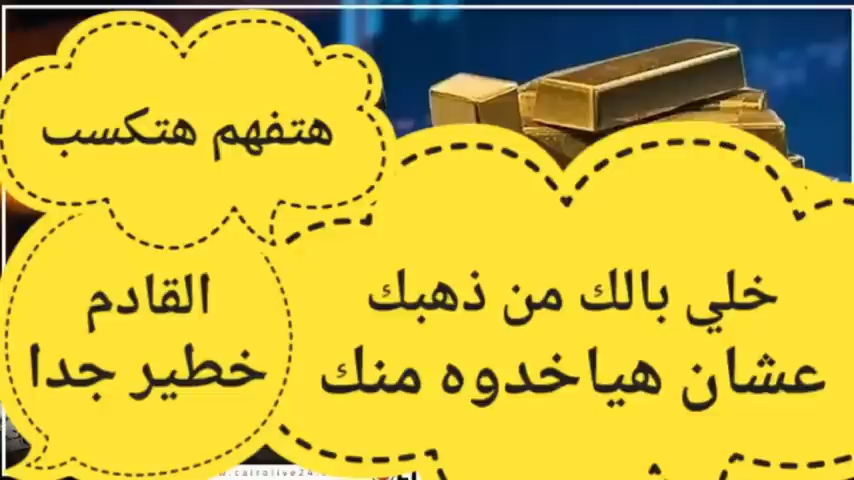 هتفهم هتكسب
خلي بالك من ذهبك
عشان هياخدوه منك
القادم
خطير جدا